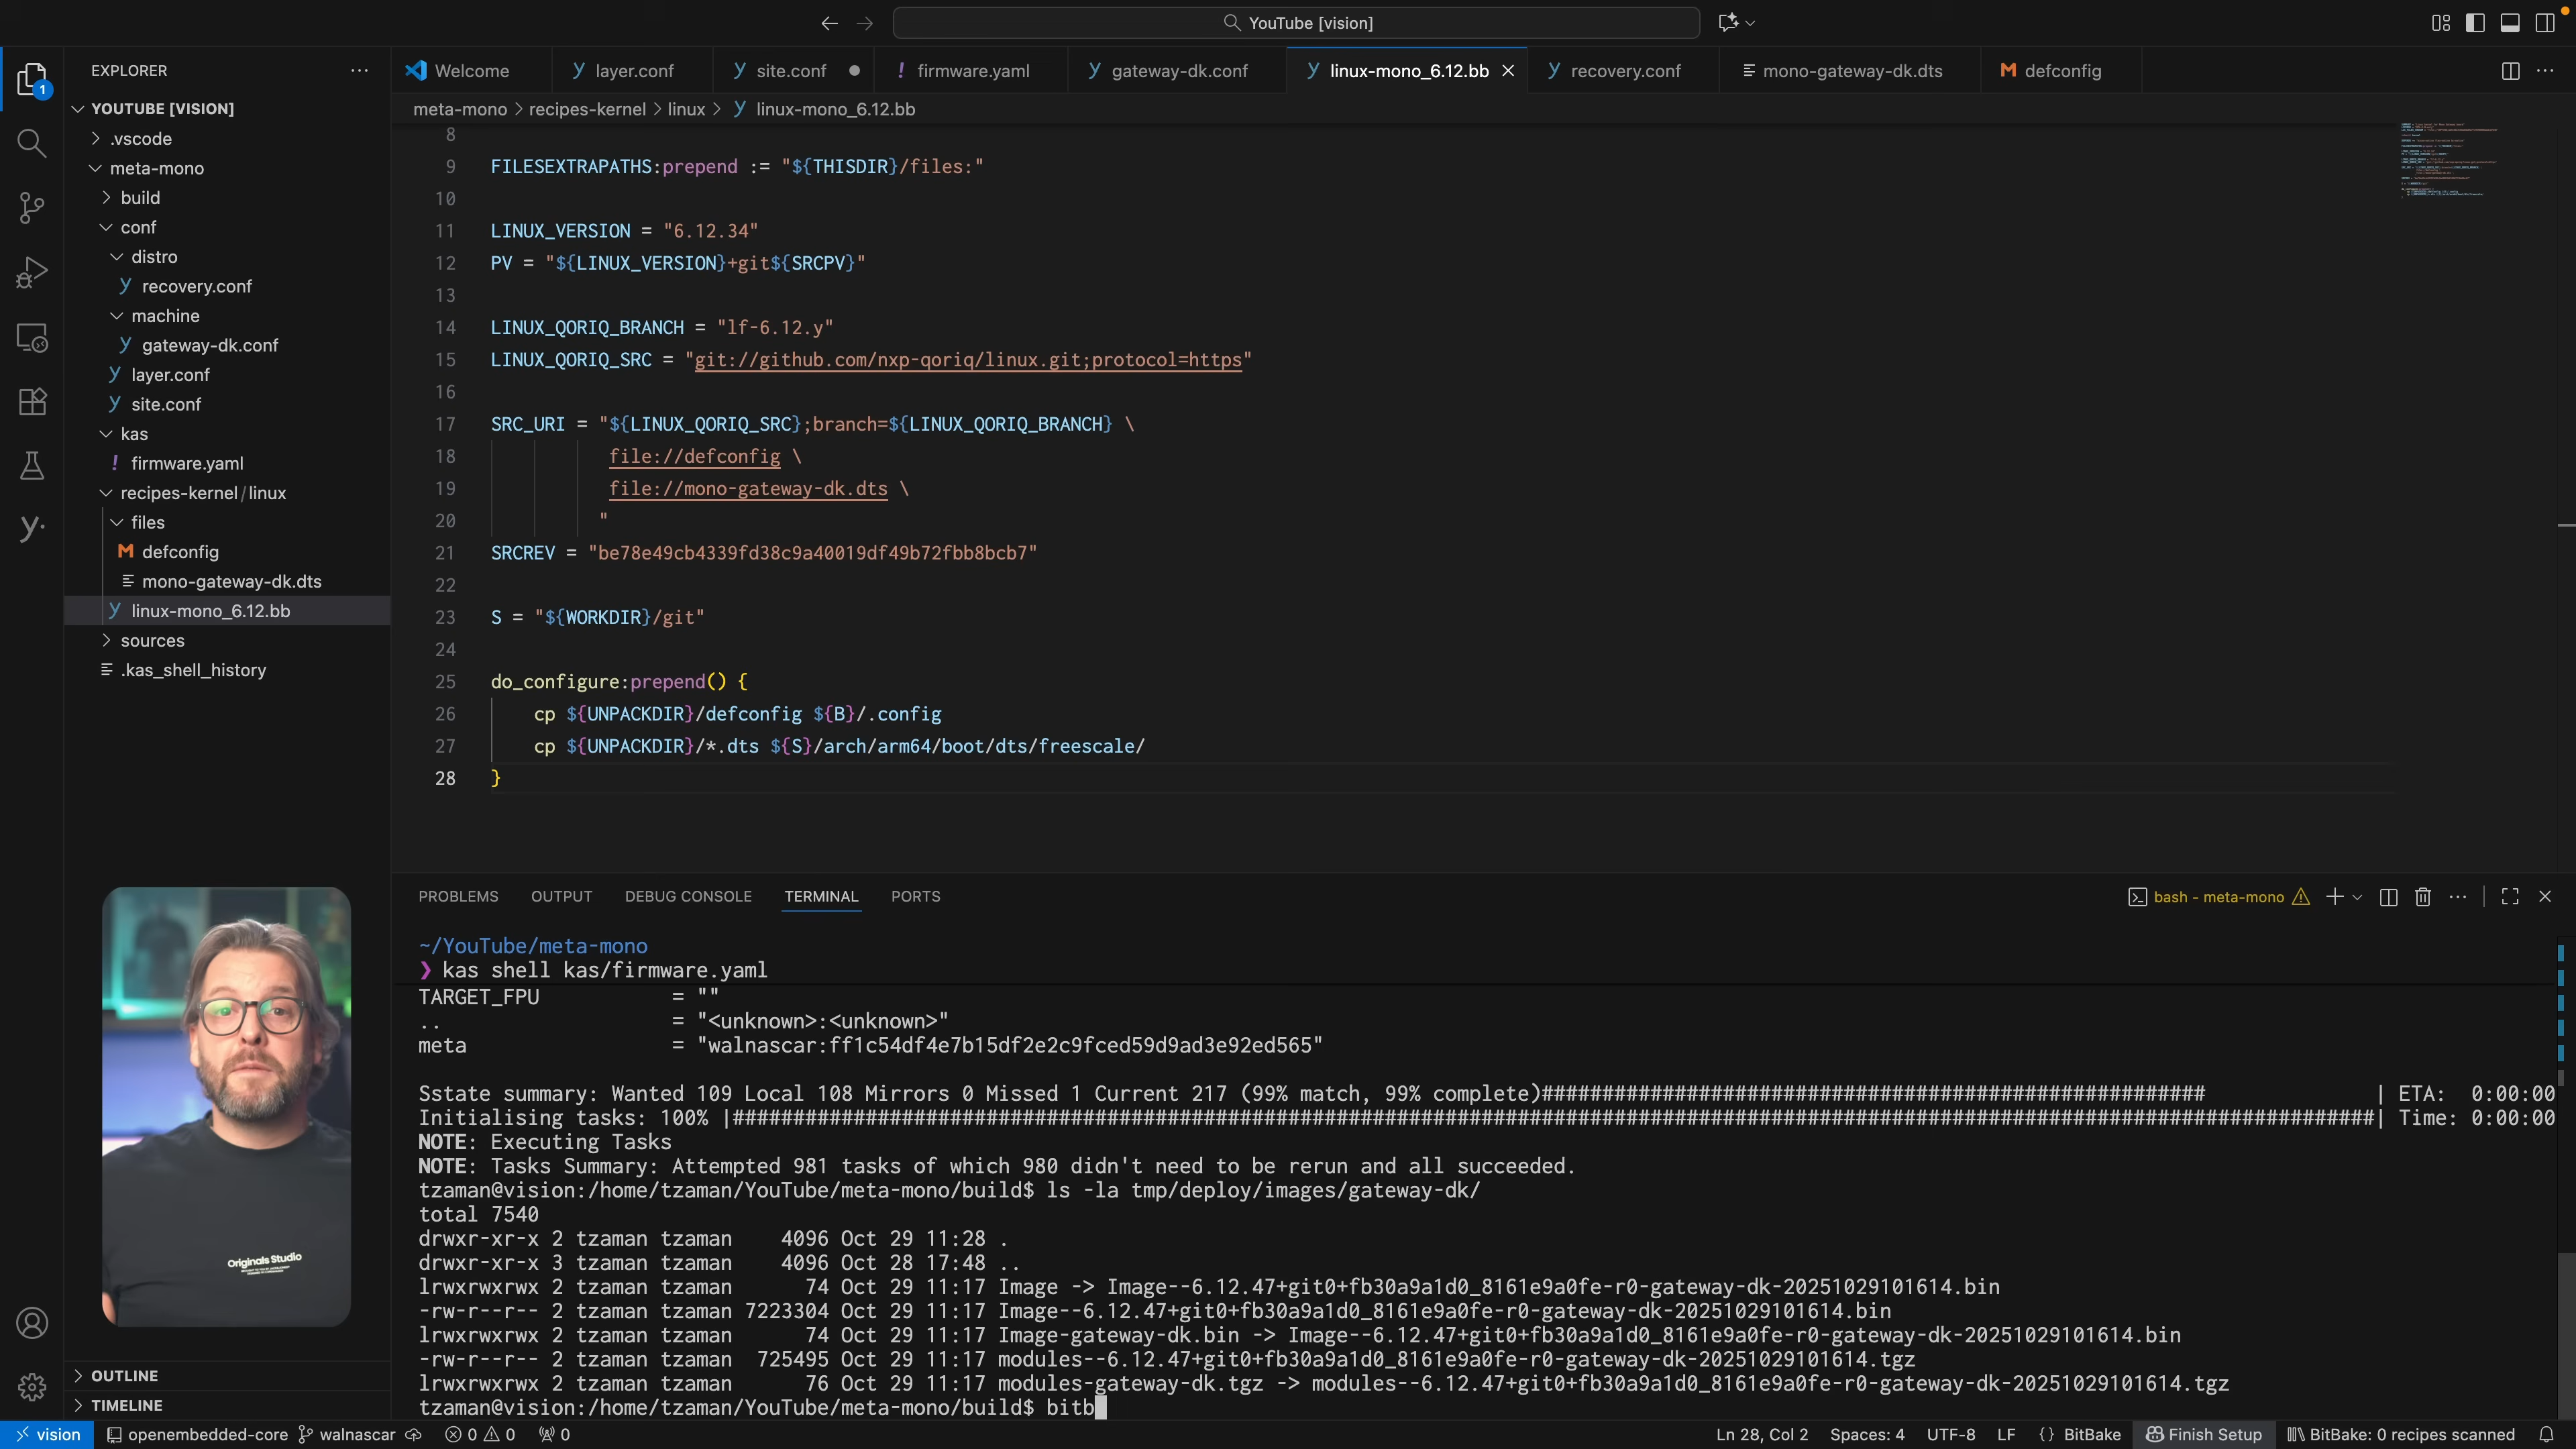 YouTube [vision]
EXPLORER
Welcome
layer.conf
site.conf
firmware.yaml
gateway-dk.conf
linux-mono_6.12.bb
recovery.conf
mono-gateway-dk.dts
defconfig
meta-mono > recipes-kernel > linux > linux-mono_6.12.bb
1
YOUTUBE [VISION]
.vscode
meta-mono
build
conf
distro
recovery.conf
machine
gateway-dk.conf
layer.conf
site.conf
kas
firmware.yaml
recipes-kernel/linux
files
defconfig
mono-gateway-dk.dts
linux-mono_6.12.bb
sources
.kas_shell_history
OUTLINE
TIMELINE
8
9 FILESEXTRAPATHS:prepend := "${THISDIR}/files:"
10
11 LINUX_VERSION = "6.12.34"
12 PV = "${LINUX_VERSION}+git${SRCPV}"
13
14 LINUX_QORIQ_BRANCH = "lf-6.12.y"
15 LINUX_QORIQ_SRC = "git://github.com/nxp-qoriq/linux.git;protocol=https"
16
17 SRC_URI = "${LINUX_QORIQ_SRC};branch=${LINUX_QORIQ_BRANCH} \
18 file://defconfig \
19 file://mono-gateway-dk.dts \
20 "
21 SRCREV = "be78e49cb4339fd38c9a40019df49b72fbb8bcb7"
22
23 S = "${WORKDIR}/git"
24
25 do_configure:prepend() {
26 cp ${UNPACKDIR}/defconfig ${B}/.config
27 cp ${UNPACKDIR}/*.dts ${S}/arch/arm64/boot/dts/freescale/
28 }
PROBLEMS OUTPUT DEBUG CONSOLE TERMINAL PORTS
bash - meta-mono
~/YouTube/meta-mono
❯ kas shell kas/firmware.yaml
TARGET_FPU = ""
.. = "<unknown>:<unknown>"
meta = "walnascar:ff1c54df4e7b15df2e2c9fced59d9ad3e92ed565"
Sstate summary: Wanted 109 Local 108 Mirrors 0 Missed 1 Current 217 (99% match, 99% complete)####################################################### | ETA: 0:00:00
Initialising tasks: 100% |########################################################################################################################################| Time: 0:00:00
NOTE: Executing Tasks
NOTE: Tasks Summary: Attempted 981 tasks of which 980 didn't need to be rerun and all succeeded.
tzaman@vision:/home/tzaman/YouTube/meta-mono/build$ ls -la tmp/deploy/images/gateway-dk/
total 7540
drwxr-xr-x 2 tzaman tzaman 4096 Oct 29 11:28 .
drwxr-xr-x 3 tzaman tzaman 4096 Oct 28 17:48 ..
lrwxrwxrwx 2 tzaman tzaman 74 Oct 29 11:17 Image -> Image--6.12.47+git0+fb30a9a1d0_8161e9a0fe-r0-gateway-dk-20251029101614.bin
-rw-r--r-- 2 tzaman tzaman 7223304 Oct 29 11:17 Image--6.12.47+git0+fb30a9a1d0_8161e9a0fe-r0-gateway-dk-20251029101614.bin
lrwxrwxrwx 2 tzaman tzaman 74 Oct 29 11:17 Image-gateway-dk.bin -> Image--6.12.47+git0+fb30a9a1d0_8161e9a0fe-r0-gateway-dk-20251029101614.bin
-rw-r--r-- 2 tzaman tzaman 725495 Oct 29 11:17 modules--6.12.47+git0+fb30a9a1d0_8161e9a0fe-r0-gateway-dk-20251029101614.tgz
lrwxrwxrwx 2 tzaman tzaman 76 Oct 29 11:17 modules-gateway-dk.tgz -> modules--6.12.47+git0+fb30a9a1d0_8161e9a0fe-r0-gateway-dk-20251029101614.tgz
tzaman@vision:/home/tzaman/YouTube/meta-mono/build$ bitb
Originals Studio
vision openembedded-core walnascar 0 0 0
Ln 28, Col 2 Spaces: 4 UTF-8 LF {} BitBake Finish Setup BitBake: 0 recipes scanned